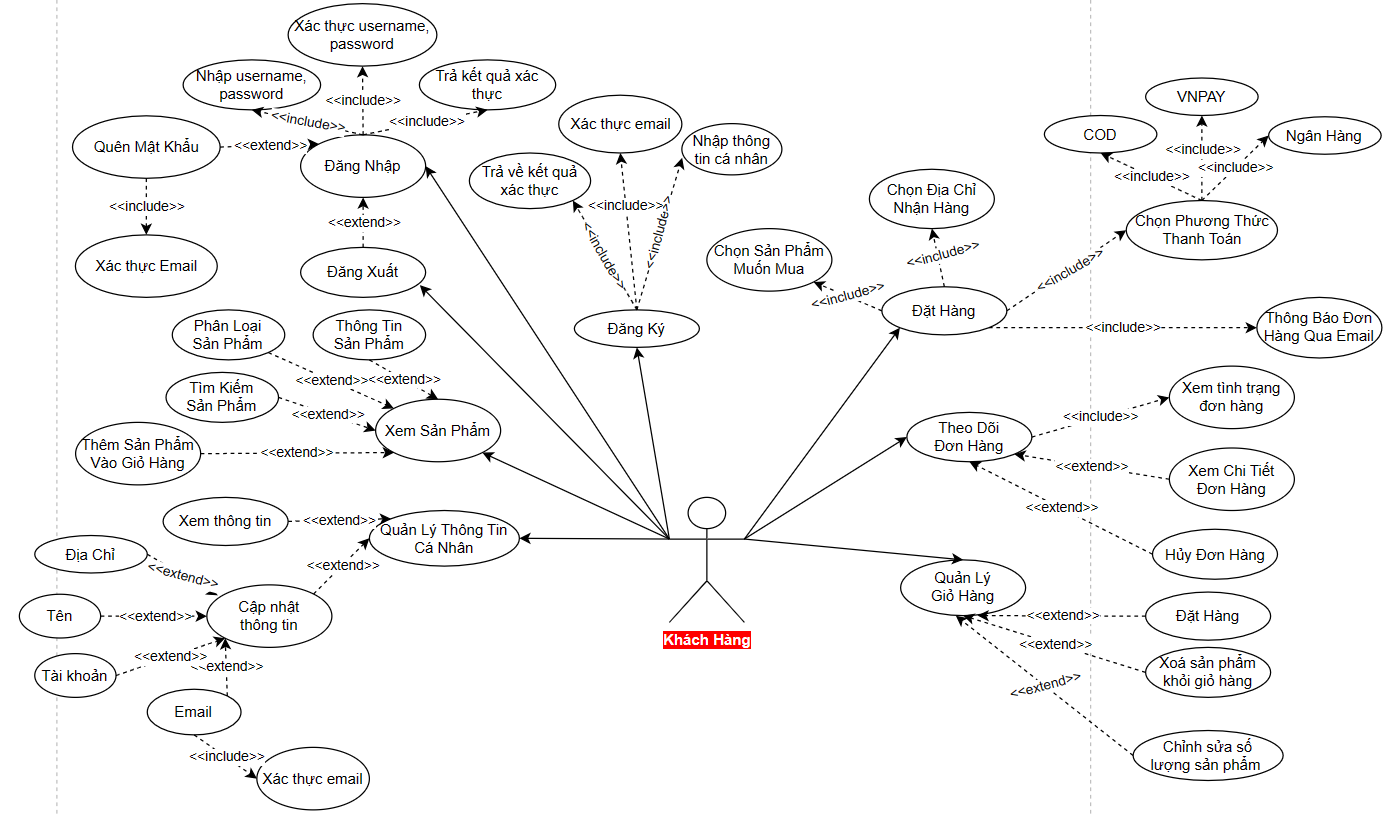 Xác thực username,
password
Nhập username,
password
Trả kết quả xác
thực
<<include>>
<<include>>
<<include>>
Quên Mật Khẩu
<<extend>>
Đăng Nhập
<<include>>
Xác thực Email
<<extend>>
Đăng Xuất
Xác thực email
Nhập thông
tin cá nhân
Trả về kết quả
xác thực
<<include>>
<<include>>
<<include>>
Đăng Ký
VNPAY
COD
Ngân Hàng
<<include>>
<<include>>
<<include>>
Chọn Phương Thức
Thanh Toán
Chọn Địa Chỉ
Nhận Hàng
Chọn Sản Phẩm
Muốn Mua
<<include>>
<<include>>
<<include>>
Đặt Hàng
<<include>>
Thông Báo Đơn
Hàng Qua Email
Phân Loại
Sản Phẩm
Thông Tin
Sản Phẩm
<<extend>>
<<extend>>
Tìm Kiếm
Sản Phẩm
<<extend>>
Xem Sản Phẩm
Thêm Sản Phẩm
Vào Giỏ Hàng
<<extend>>
Xem tình trạng
đơn hàng
<<include>>
Theo Dõi
Đơn Hàng
<<extend>>
Xem Chi Tiết
Đơn Hàng
<<extend>>
Hủy Đơn Hàng
Xem thông tin
<<extend>>
Quản Lý Thông Tin
Cá Nhân
Địa Chỉ
<<extend>>
<<extend>>
Tên
<<extend>>
Cập nhật
thông tin
Tài khoản
<<extend>>
<<extend>>
Email
<<include>>
Xác thực email
Khách Hàng
Quản Lý
Giỏ Hàng
<<extend>>
Đặt Hàng
<<extend>>
Xoá sản phẩm
khỏi giỏ hàng
<<extend>>
Chỉnh sửa số
lượng sản phẩm